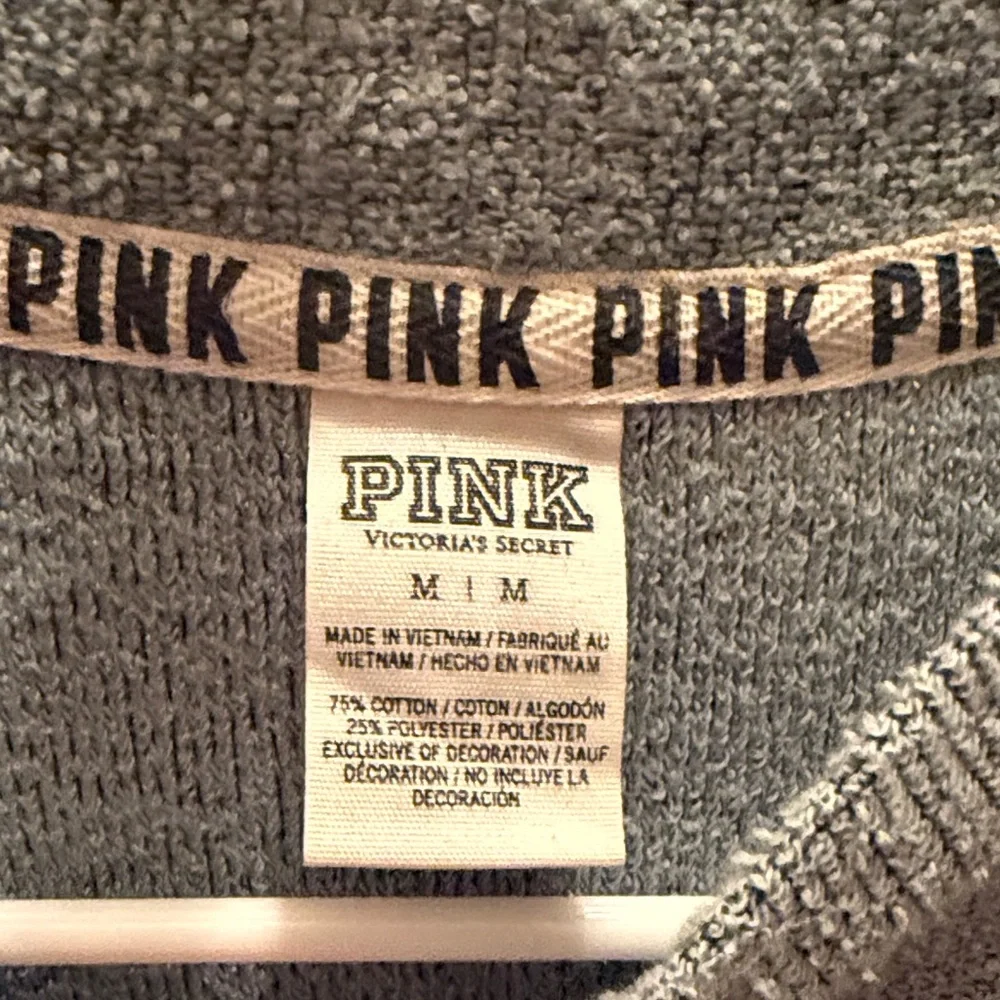 PINK PINK PINK PIN
PINK
VICTORIA'S SECRET
M | M
MADE IN VIETNAM / FABRIQUÉ AU
VIETNAM / HECHO EN VIETNAM
75% COTTON / COTON / ALGODÓN
25% POLYESTER / POLIÉSTER
EXCLUSIVE OF DECORATION / SAUF
DÉCORATION / NO INCLUYE LA
DECORACIÓN